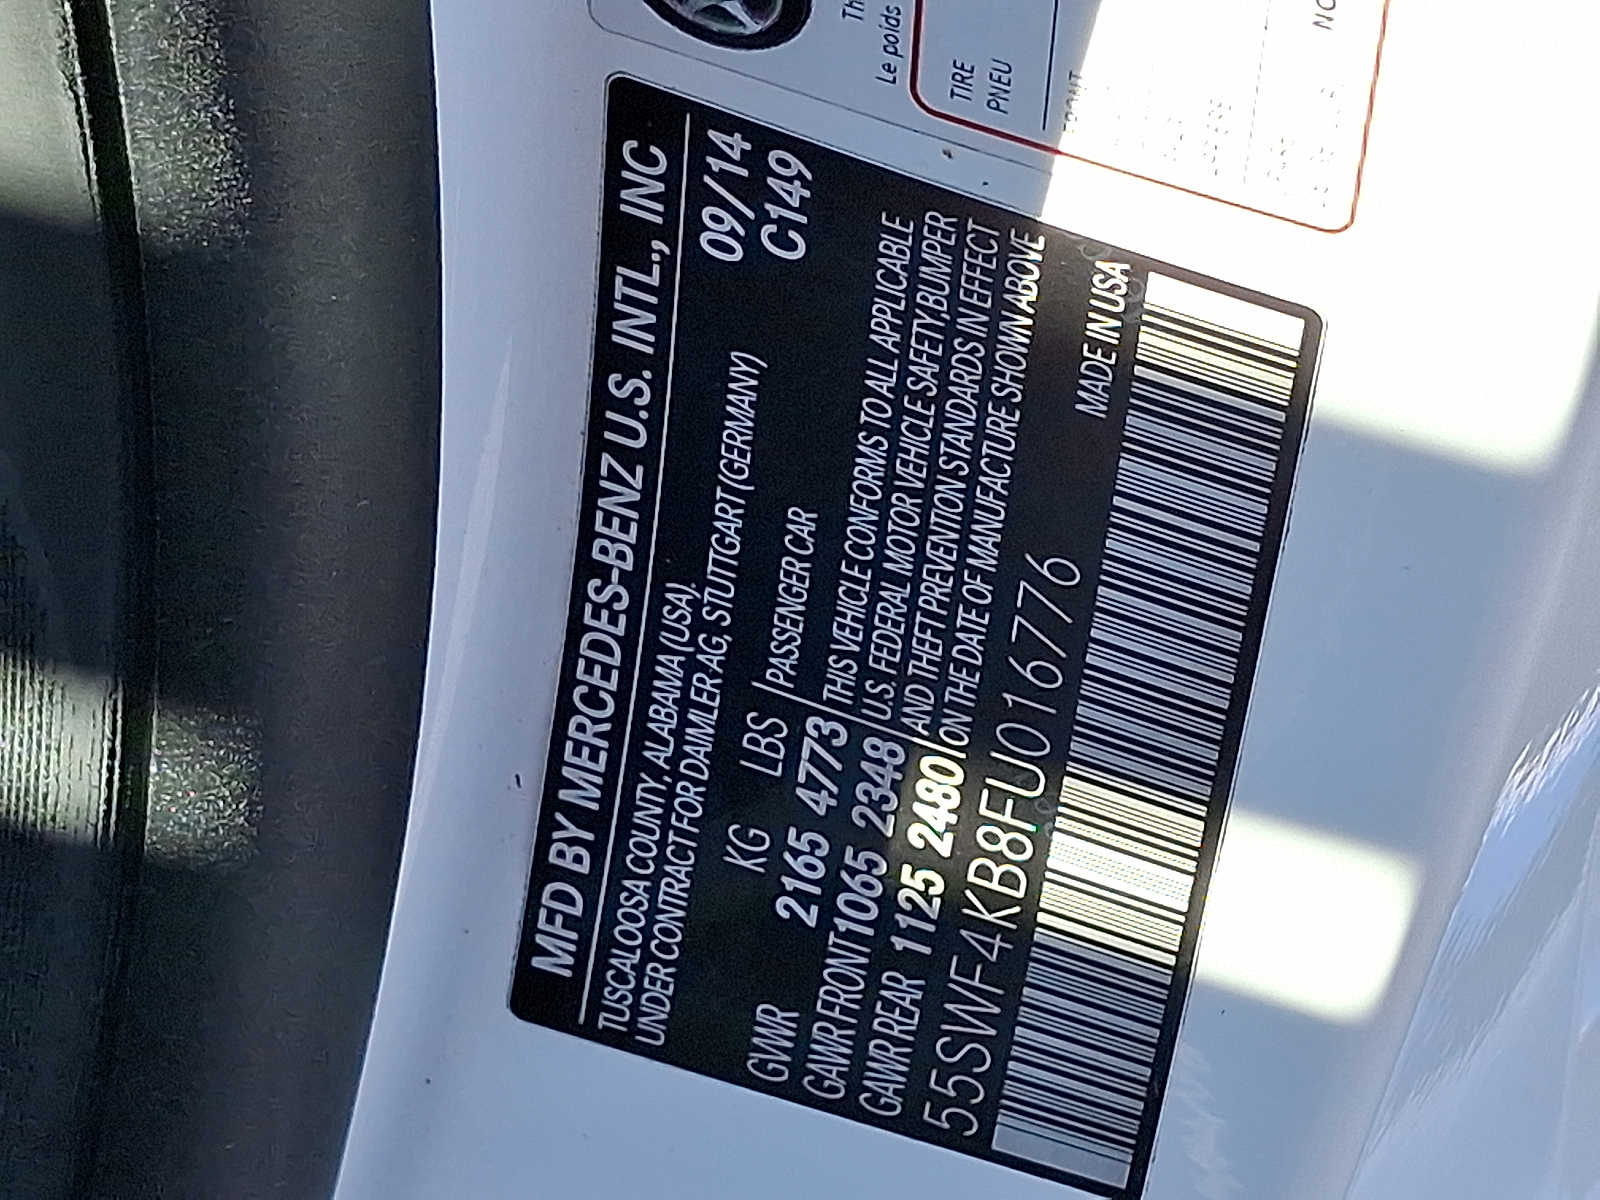 MFD BY MERCEDES-BENZ U.S. INTL., INC
TUSCALOOSA COUNTY, ALABAMA (USA).
UNDER CONTRACT FOR DAIMLER AG, STUTTGART (GERMANY)
09/14
C149
KG LBS
GVWR 2165 4773
GAWR FRONT 1065 2348
GAWR REAR 1125 2480
PASSENGER CAR
THIS VEHICLE CONFORMS TO ALL APPLICABLE
U.S. FEDERAL MOTOR VEHICLE SAFETY, BUMPER
AND THEFT PREVENTION STANDARDS IN EFFECT
ON THE DATE OF MANUFACTURE SHOWN ABOVE
55SWF4KB8FU016776
MADE IN USA
Th
Le poids
TIRE
PNEU